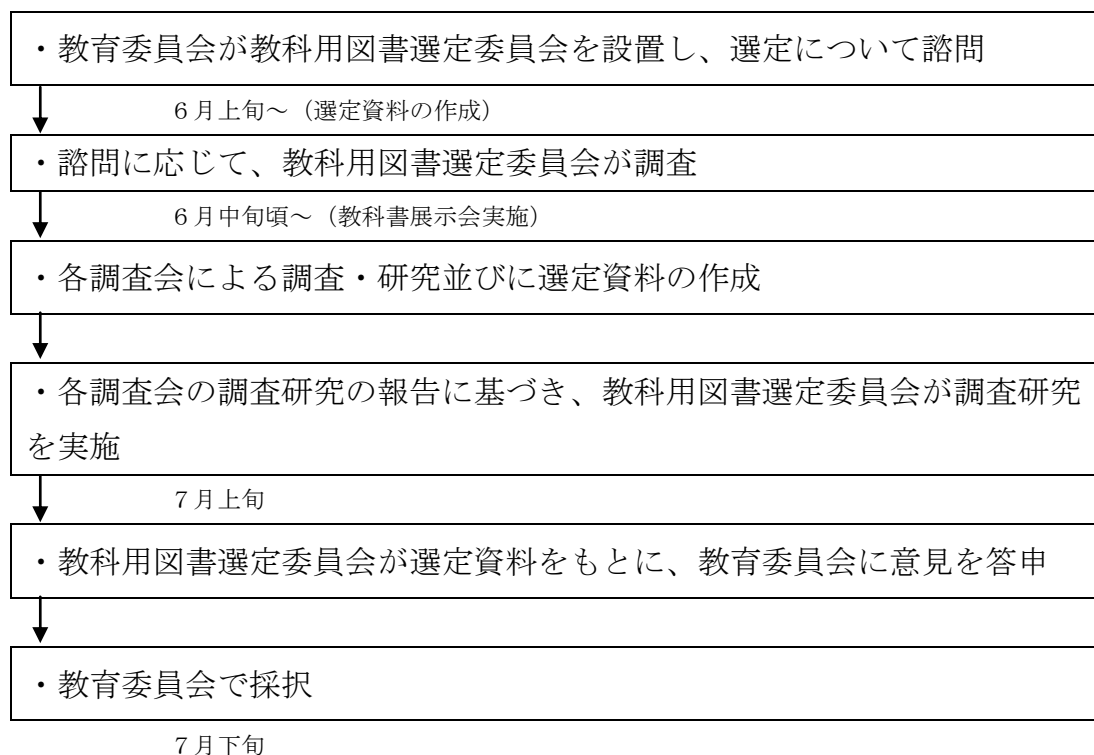 ・教育委員会が教科用図書選定委員会を設置し、選定について諮問
６月上旬～（選定資料の作成）
・諮問に応じて、教科用図書選定委員会が調査
６月中旬頃～（教科書展示会実施）
・各調査会による調査・研究並びに選定資料の作成
・各調査会の調査研究の報告に基づき、教科用図書選定委員会が調査研究
を実施
７月上旬
・教科用図書選定委員会が選定資料をもとに、教育委員会に意見を答申
・教育委員会で採択
７月下旬